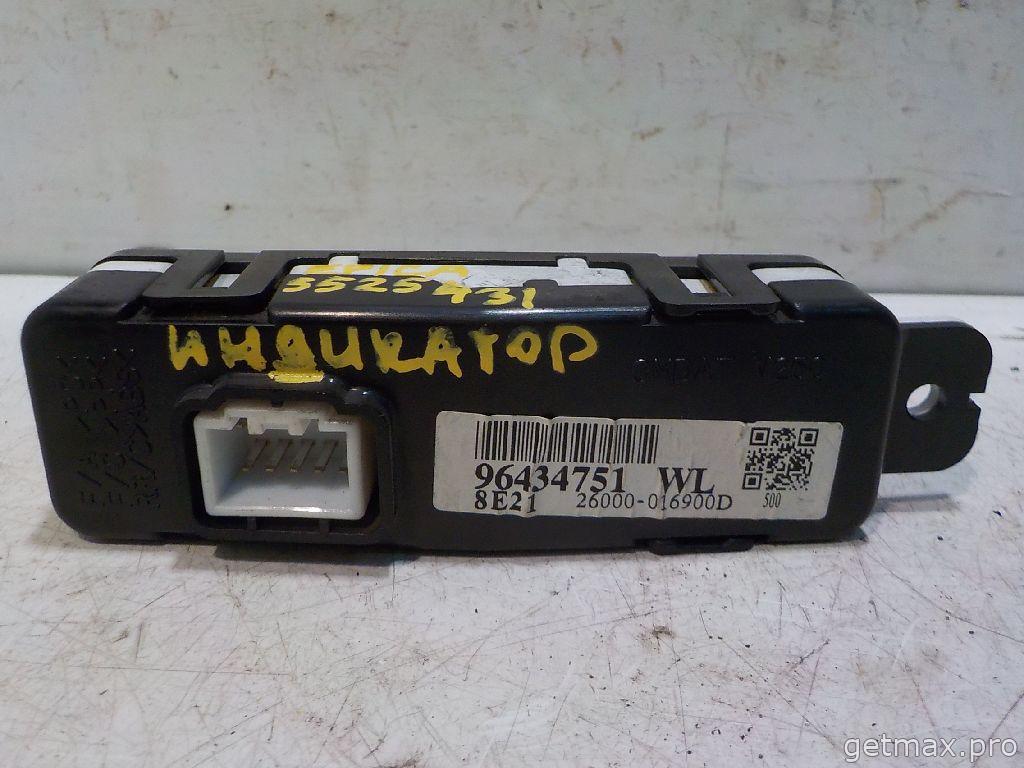 3525431
ИНДИКАТОР
96434751 WL
8E21 26000-016900D
500
getmax.pro